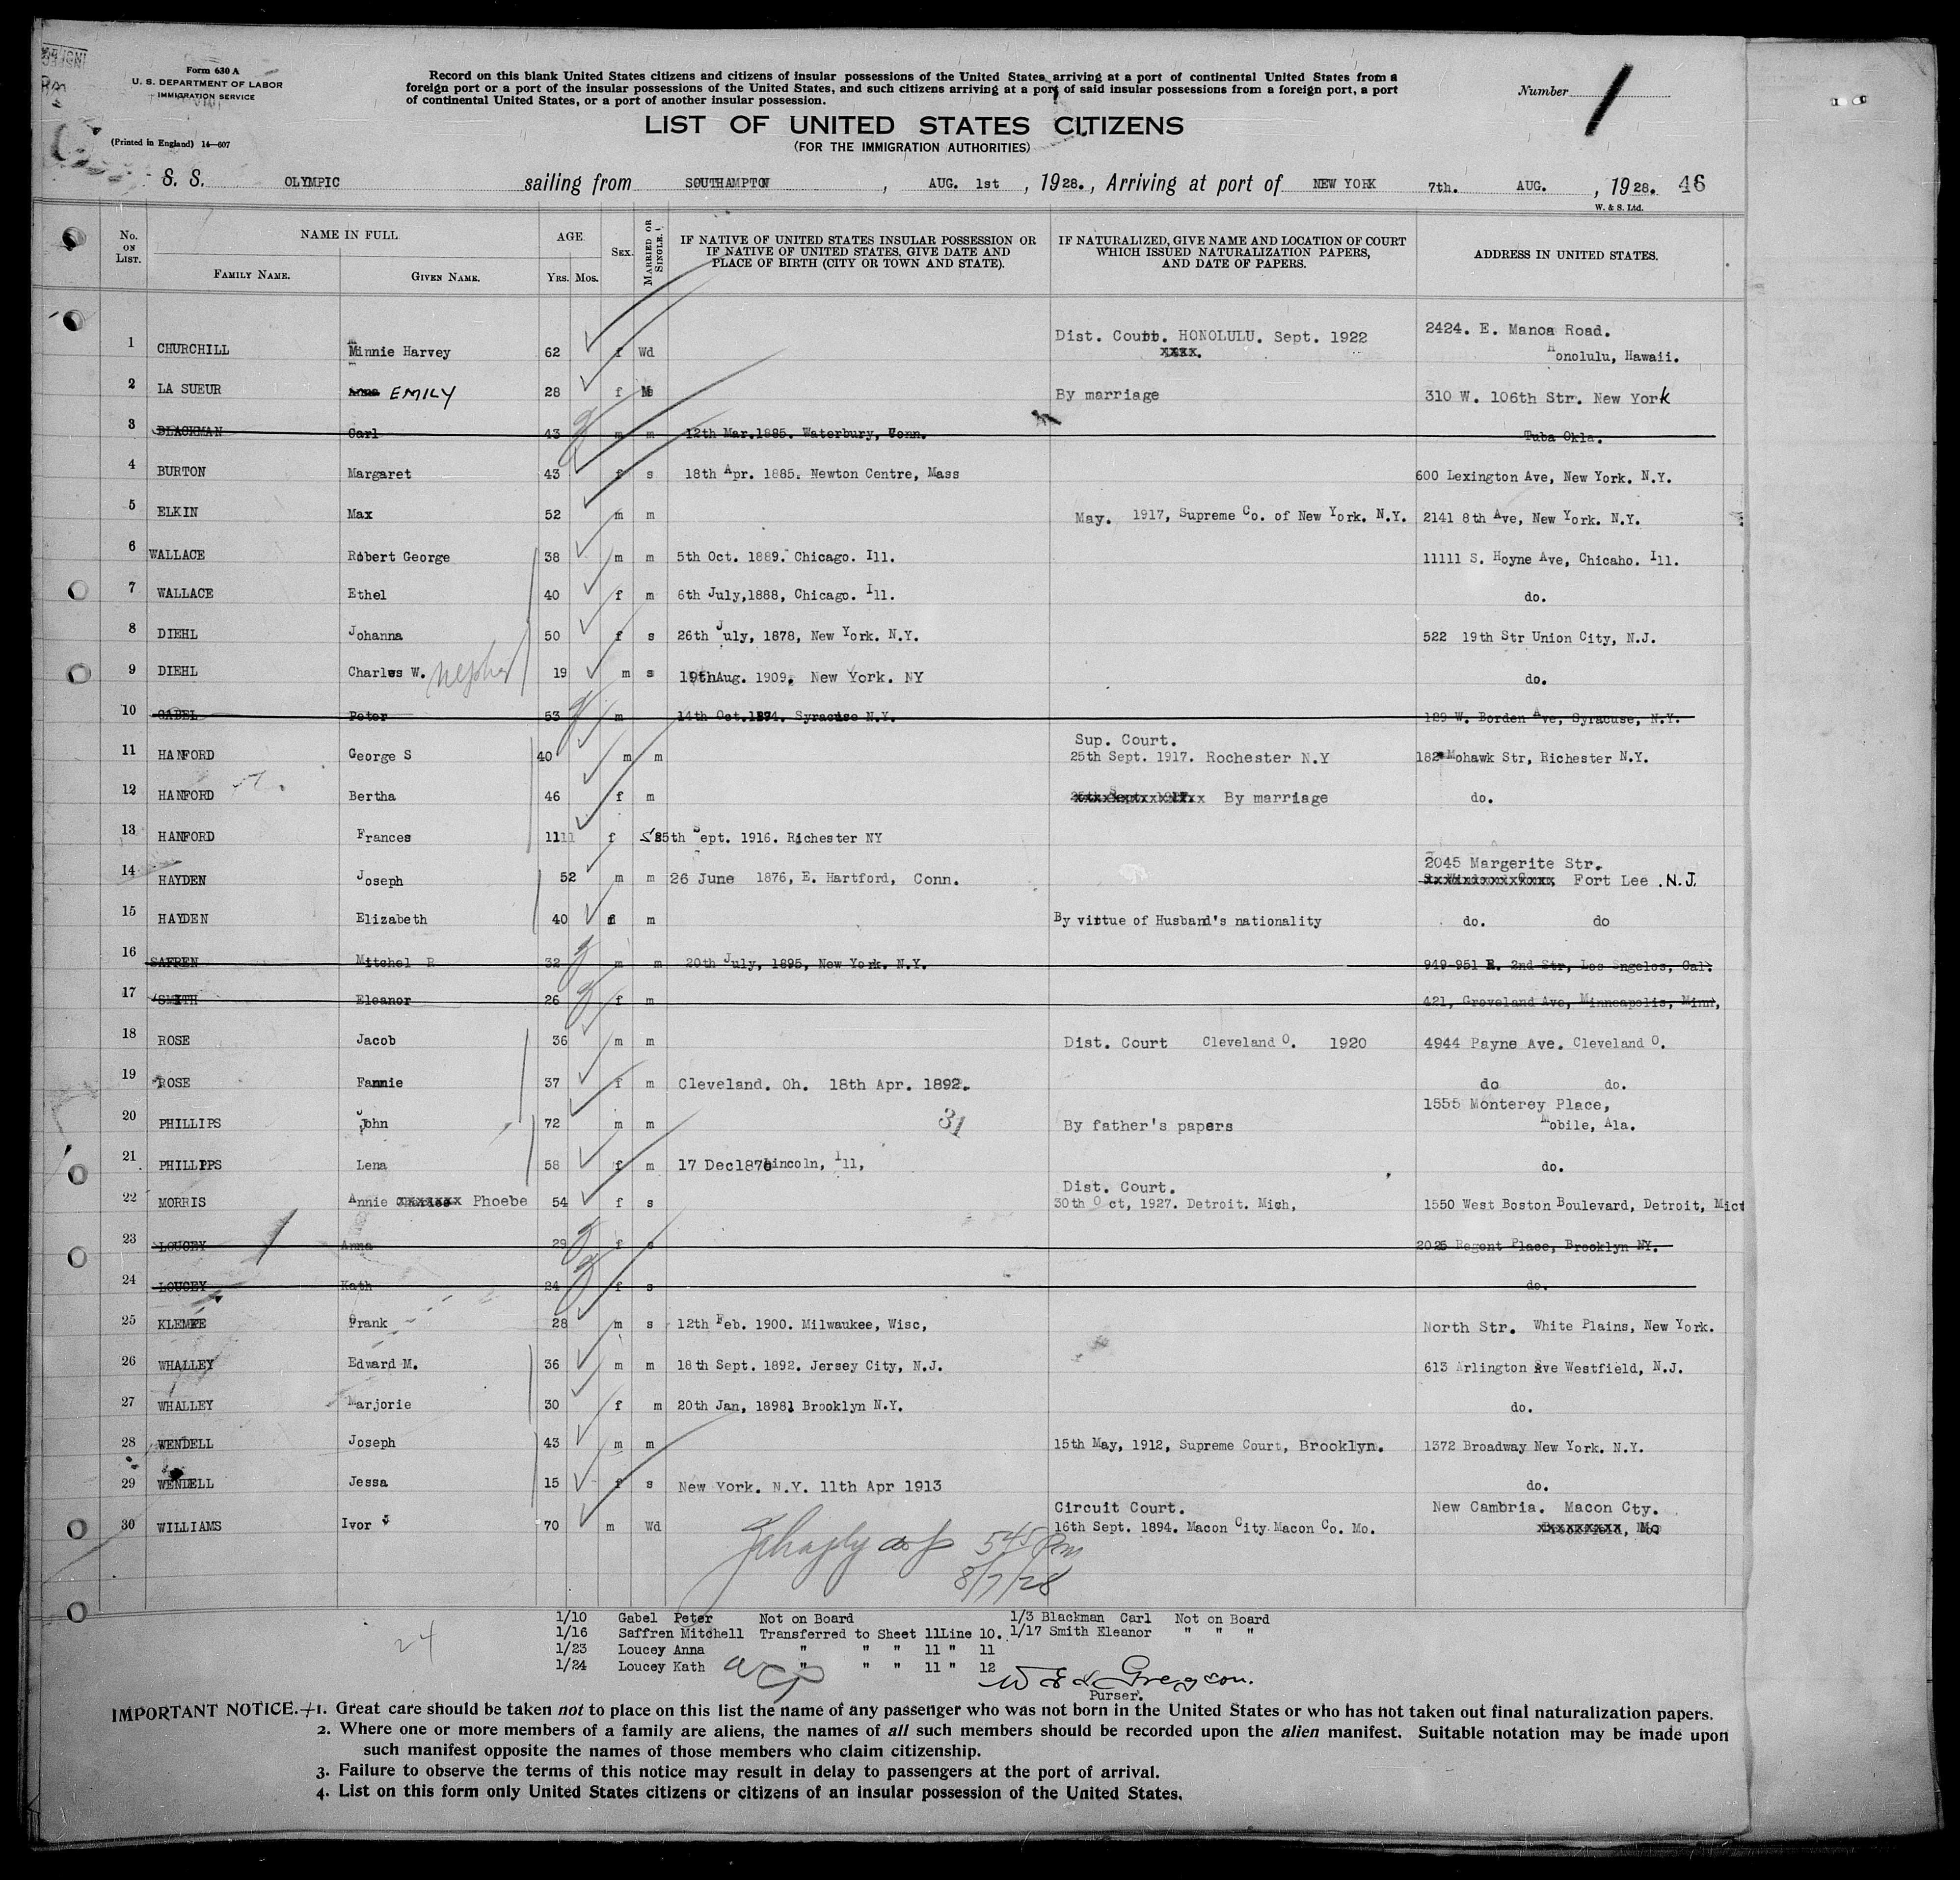 Form 630 A
U. S. DEPARTMENT OF LABOR
IMMIGRATION SERVICE
(Printed in England) 14—607
Record on this blank United States citizens and citizens of insular possessions of the United States, arriving at a port of continental United States from a
foreign port or a port of the insular possessions of the United States, and such citizens arriving at a port of said insular possessions from a foreign port, a port
of continental United States, or a port of another insular possession.
Number 1
LIST OF UNITED STATES CITIZENS
(FOR THE IMMIGRATION AUTHORITIES)
S. S. OLYMPIC sailing from SOUTHAMPTON, AUG. 1st, 1928., Arriving at port of NEW YORK 7th. AUG., 1928. 46
W. & S. Ltd.
No. ON LIST. NAME IN FULL FAMILY NAME. GIVEN NAME. AGE YRS. MOS. SEX. MARRIED OR SINGLE. IF NATIVE OF UNITED STATES INSULAR POSSESSION OR IF NATIVE OF UNITED STATES, GIVE DATE AND PLACE OF BIRTH (CITY OR TOWN AND STATE). IF NATURALIZED, GIVE NAME AND LOCATION OF COURT WHICH ISSUED NATURALIZATION PAPERS, AND DATE OF PAPERS. ADDRESS IN UNITED STATES.
1 CHURCHILL Minnie Harvey 62 f Wd Dist. Court. HONOLULU. Sept. 1922 xxxx. 2424. E. Manoa Road. Honolulu, Hawaii.
2 LA SUEUR Anna EMILY 28 f M By marriage 310 W. 106th Str. New York
3 BLACKMAN Carl 43 m m 12th Mar.1885. Waterbury, Conn. Tuba Okla.
4 BURTON Margaret 43 f s 18th Apr. 1885. Newton Centre, Mass 600 Lexington Ave, New York. N.Y.
5 ELKIN Max 52 m m May. 1917, Supreme Co. of New York. N.Y. 2141 8th Ave, New York. N.Y.
6 WALLACE Robert George 38 m m 5th Oct. 1889. Chicago. Ill. 11111 S. Hoyne Ave, Chicaho. Ill.
7 WALLACE Ethel 40 f m 6th July,1888, Chicago. Ill. do.
8 DIEHL Johanna 50 f s 26th July, 1878, New York. N.Y. 522 19th Str Union City, N.J.
9 DIEHL Charles W. nephew 19 m s 19thAug. 1909. New York. NY do.
10 GABEL Peter 53 m 14th Oct.1874. Syracuse N.Y. 129 W. Borden Ave, Syracuse, N.Y.
11 HANFORD George S 40 m m Sup. Court. 25th Sept. 1917. Rochester N.Y 182 Mohawk Str, Richester N.Y.
12 HANFORD Bertha 46 f m By marriage do.
13 HANFORD Frances 11 f s 25th Sept. 1916. Richester NY
14 HAYDEN Joseph 52 m m 26 June 1876, E. Hartford, Conn. 2045 Margerite Str. Fort Lee .N.J.
15 HAYDEN Elizabeth 40 f m By virtue of Husband's nationality do. do
16 SAFREN Mitchel R 32 m m 20th July, 1895, New York. N.Y. 949-951 E. 2nd Str, Los Angelos, Cal.
17 SMITH Eleanor 26 f m 421, Groveland Ave, Minneapolis, Minn,
18 ROSE Jacob 36 m m Dist. Court Cleveland O. 1920 4944 Payne Ave. Cleveland O.
19 ROSE Fannie 37 f m Cleveland. Oh. 18th Apr. 1892. do do.
20 PHILLIPS John 72 m m 31 By father's papers 1555 Monterey Place, Mobile, Ala.
21 PHILLIPS Lena 58 f m 17 Dec1870 Lincoln, Ill, do.
22 MORRIS Annie xxxxxxx Phoebe 54 f s Dist. Court. 30th Oct, 1927. Detroit. Mich, 1550 West Boston Boulevard, Detroit, Mich
23 LOUCEY Anna 29 f s 2025 Regent Place, Brooklyn NY.
24 LOUCEY Kath 24 f s do.
25 KLEMKE Frank 28 m s 12th Feb. 1900. Milwaukee, Wisc, North Str. White Plains, New York.
26 WHALLEY Edward M. 36 m m 18th Sept. 1892. Jersey City, N.J. 613 Arlington Ave Westfield, N.J.
27 WHALLEY Marjorie 30 f m 20th Jan, 1898 Brooklyn N.Y. do.
28 WENDELL Joseph 43 m m 15th May, 1912, Supreme Court, Brooklyn. 1372 Broadway New York. N.Y.
29 WENDELL Jessa 15 f s New York. N.Y. 11th Apr 1913 do.
30 WILLIAMS Ivor 70 m Wd Circuit Court. 16th Sept. 1894. Macon City Macon Co. Mo. New Cambria. Macon Cty. xxxxxxxxx, Mo
545 Pm
8/7/28
24
1/10 Gabel Peter Not on Board 1/3 Blackman Carl Not on Board
1/16 Saffren Mitchell Transferred to Sheet 11Line 10. 1/17 Smith Eleanor " " "
1/23 Loucey Anna " " " 11 " 11
1/24 Loucey Kath " " " 11 " 12
Gregson.
Purser.
IMPORTANT NOTICE.—1. Great care should be taken not to place on this list the name of any passenger who was not born in the United States or who has not taken out final naturalization papers.
2. Where one or more members of a family are aliens, the names of all such members should be recorded upon the alien manifest. Suitable notation may be made upon
such manifest opposite the names of those members who claim citizenship.
3. Failure to observe the terms of this notice may result in delay to passengers at the port of arrival.
4. List on this form only United States citizens or citizens of an insular possession of the United States.